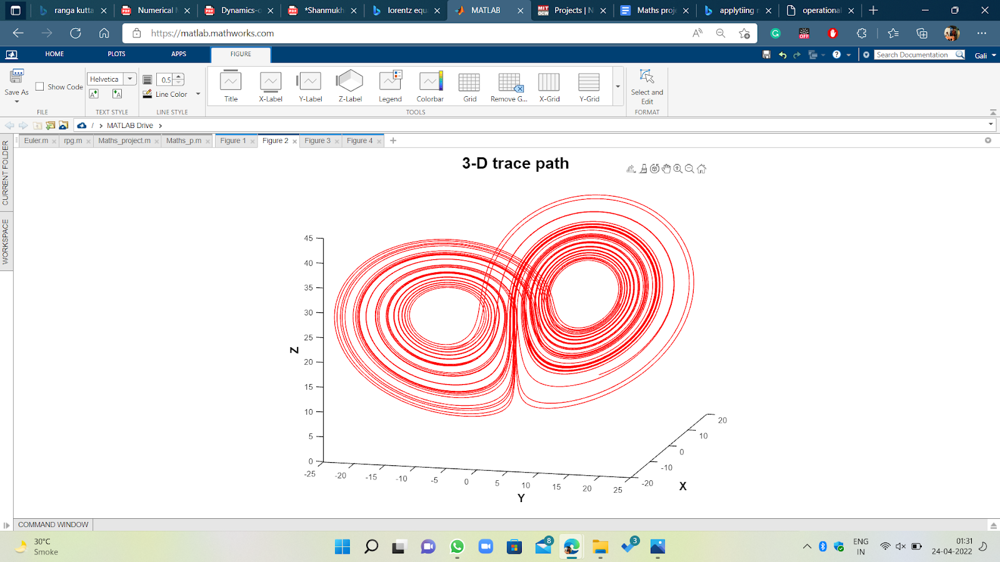 ranga kutta
Numerical
Dynamics-
*Shanmukh
lorentz equ
MATLAB
Projects | N
Maths proj
applytiing
operational
https://matlab.mathworks.com
OFF
HOME
PLOTS
APPS
FIGURE
Search Documentation
Gali
Save As
Show Code
Helvetica
0.5
Line Color
Title
X-Label
Y-Label
Z-Label
Legend
Colorbar
Grid
Remove G...
X-Grid
Y-Grid
Select and
Edit
FILE
TEXT STYLE
LINE STYLE
TOOLS
FORMAT
/ > MATLAB Drive >
CURRENT FOLDER
WORKSPACE
Euler.m
rpg.m
Maths_project.m
Maths_p.m
Figure 1
Figure 2
Figure 3
Figure 4
3-D trace path
45
40
35
30
25
20
15
10
5
0
Z
-25
-20
-15
-10
-5
0
5
10
15
20
25
Y
-20
-10
0
10
20
X
COMMAND WINDOW
30°C
Smoke
8
3
ENG
IN
01:31
24-04-2022